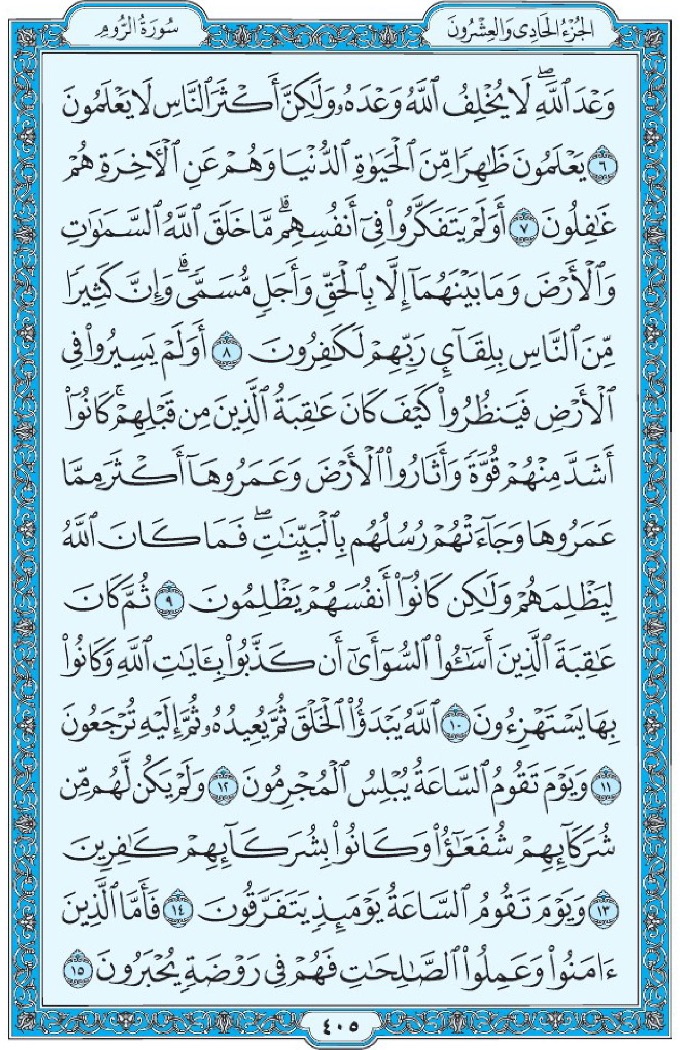 الجزء الحادي والعشرون
سورة الروم
وَعْدَ ٱللَّهِۖ لَا يُخْلِفُ ٱللَّهُ وَعْدَهُۥ وَلَٰكِنَّ أَكْثَرَ ٱلنَّاسِ لَا يَعْلَمُونَ
٦ يَعْلَمُونَ ظَٰهِرًا مِّنَ ٱلْحَيَوٰةِ ٱلدُّنْيَا وَهُمْ عَنِ ٱلْءَاخِرَةِ هُمْ
غَٰفِلُونَ ٧ أَوَلَمْ يَتَفَكَّرُوا۟ فِىٓ أَنفُسِهِمۗ مَّا خَلَقَ ٱللَّهُ ٱلسَّمَٰوَٰتِ
وَٱلْأَرْضَ وَمَا بَيْنَهُمَآ إِلَّا بِٱلْحَقِّ وَأَجَلٍ مُّسَمًّىۗ وَإِنَّ كَثِيرًا
مِّنَ ٱلنَّاسِ بِلِقَآئِ رَبِّهِمْ لَكَٰفِرُونَ ٨ أَوَلَمْ يَسِيرُوا۟ فِى
ٱلْأَرْضِ فَيَنظُرُوا۟ كَيْفَ كَانَ عَٰقِبَةُ ٱلَّذِينَ مِن قَبْلِهِمْۚ كَانُوٓا۟
أَشَدَّ مِنْهُمْ قُوَّةً وَأَثَارُوا۟ ٱلْأَرْضَ وَعَمَرُوهَآ أَكْثَرَ مِمَّا
عَمَرُوهَا وَجَآءَتْهُمْ رُسُلُهُم بِٱلْبَيِّنَٰتِۖ فَمَا كَانَ ٱللَّهُ
لِيَظْلِمَهُمْ وَلَٰكِن كَانُوٓا۟ أَنفُسَهُمْ يَظْلِمُونَ ٩ ثُمَّ كَانَ
عَٰقِبَةَ ٱلَّذِينَ أَسَٰٓـُٔوا۟ ٱلسُّوٓأَىٰٓ أَن كَذَّبُوا۟ بِـَٔايَٰتِ ٱللَّهِ وَكَانُوا۟
بِهَا يَسْتَهْزِءُونَ ١٠ ٱللَّهُ يَبْدَؤُا۟ ٱلْخَلْقَ ثُمَّ يُعِيدُهُۥ ثُمَّ إِلَيْهِ تُرْجَعُونَ
١١ وَيَوْمَ تَقُومُ ٱلسَّاعَةُ يُبْلِسُ ٱلْمُجْرِمُونَ ١٢ وَلَمْ يَكُن لَّهُم مِّن
شُرَكَآئِهِمْ شُفَعَٰٓؤُا۟ وَكَانُوا۟ بِشُرَكَآئِهِمْ كَٰفِرِينَ
١٣ وَيَوْمَ تَقُومُ ٱلسَّاعَةُ يَوْمَئِذٍ يَتَفَرَّقُونَ ١٤ فَأَمَّا ٱلَّذِينَ
ءَامَنُوا۟ وَعَمِلُوا۟ ٱلصَّٰلِحَٰتِ فَهُمْ فِى رَوْضَةٍ يُحْبَرُونَ ١٥
٤٠٥